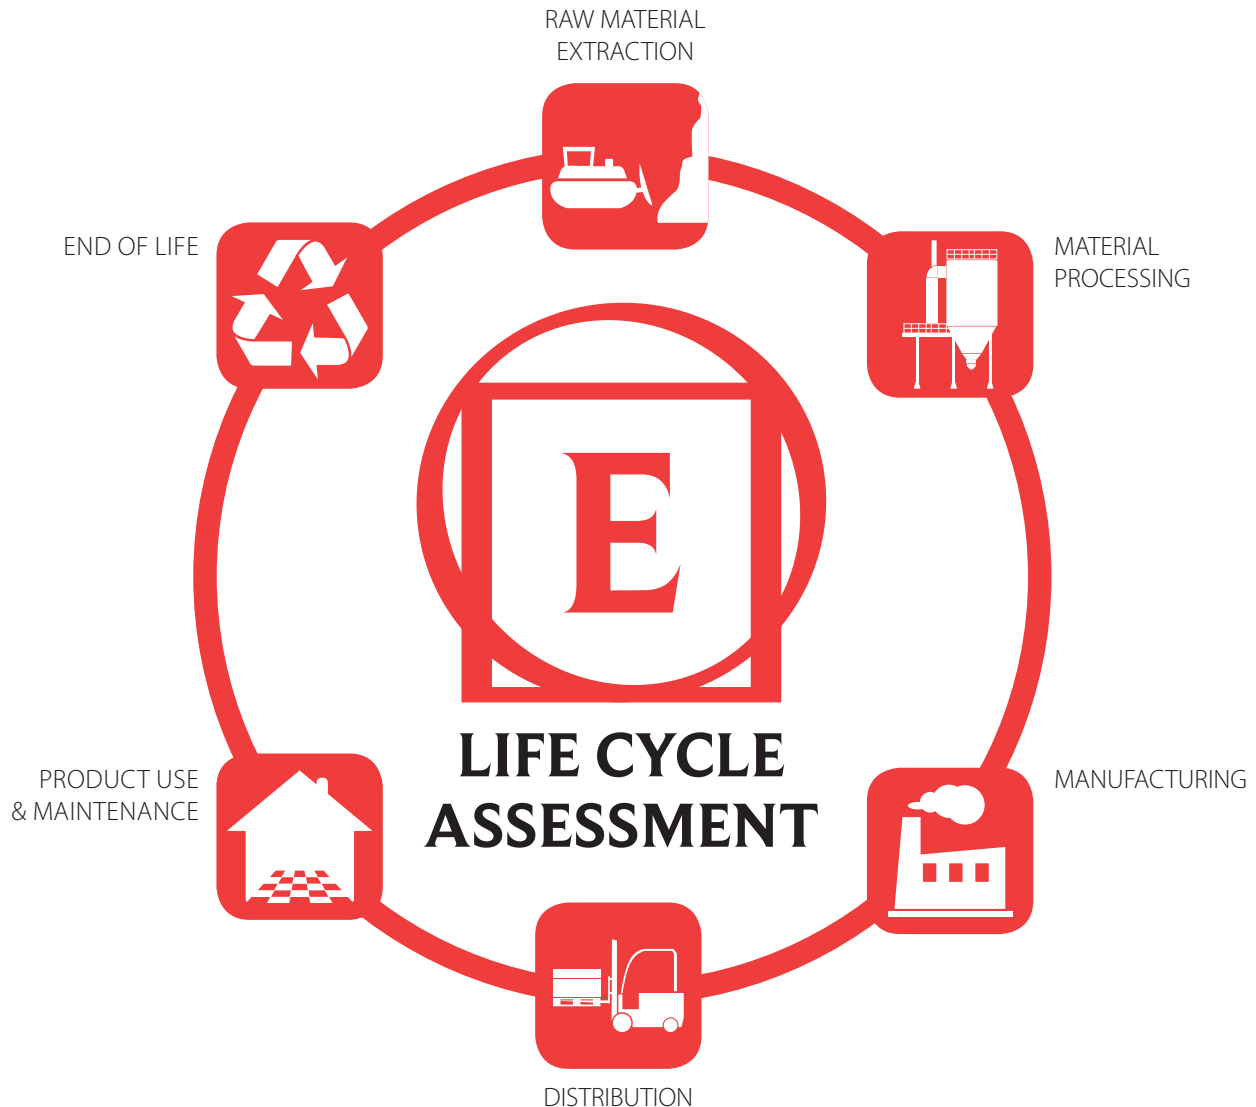 RAW MATERIAL
EXTRACTION
MATERIAL
PROCESSING
MANUFACTURING
DISTRIBUTION
PRODUCT USE
& MAINTENANCE
END OF LIFE
E
LIFE CYCLE
ASSESSMENT